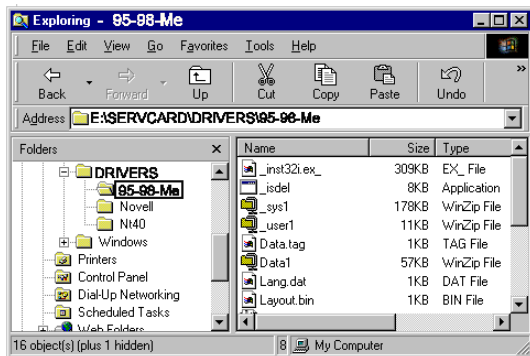 Exploring - 95-98-Me
File Edit View Go Favorites Tools Help
Back Forward Up Cut Copy Paste Undo »
Address E:\SERVCARD\DRIVERS\95-98-Me
Folders
DRIVERS
95-98-Me
Novell
Nt40
Windows
Printers
Control Panel
Dial-Up Networking
Scheduled Tasks
Web Folders
Name Size Type
_inst32i.ex_ 309KB EX_ File
_isdel 8KB Application
_sys1 178KB WinZip File
_user1 11KB WinZip File
Data.tag 1KB TAG File
Data1 57KB WinZip File
Lang.dat 1KB DAT File
Layout.bin 1KB BIN File
16 object(s) (plus 1 hidden) 8 My Computer